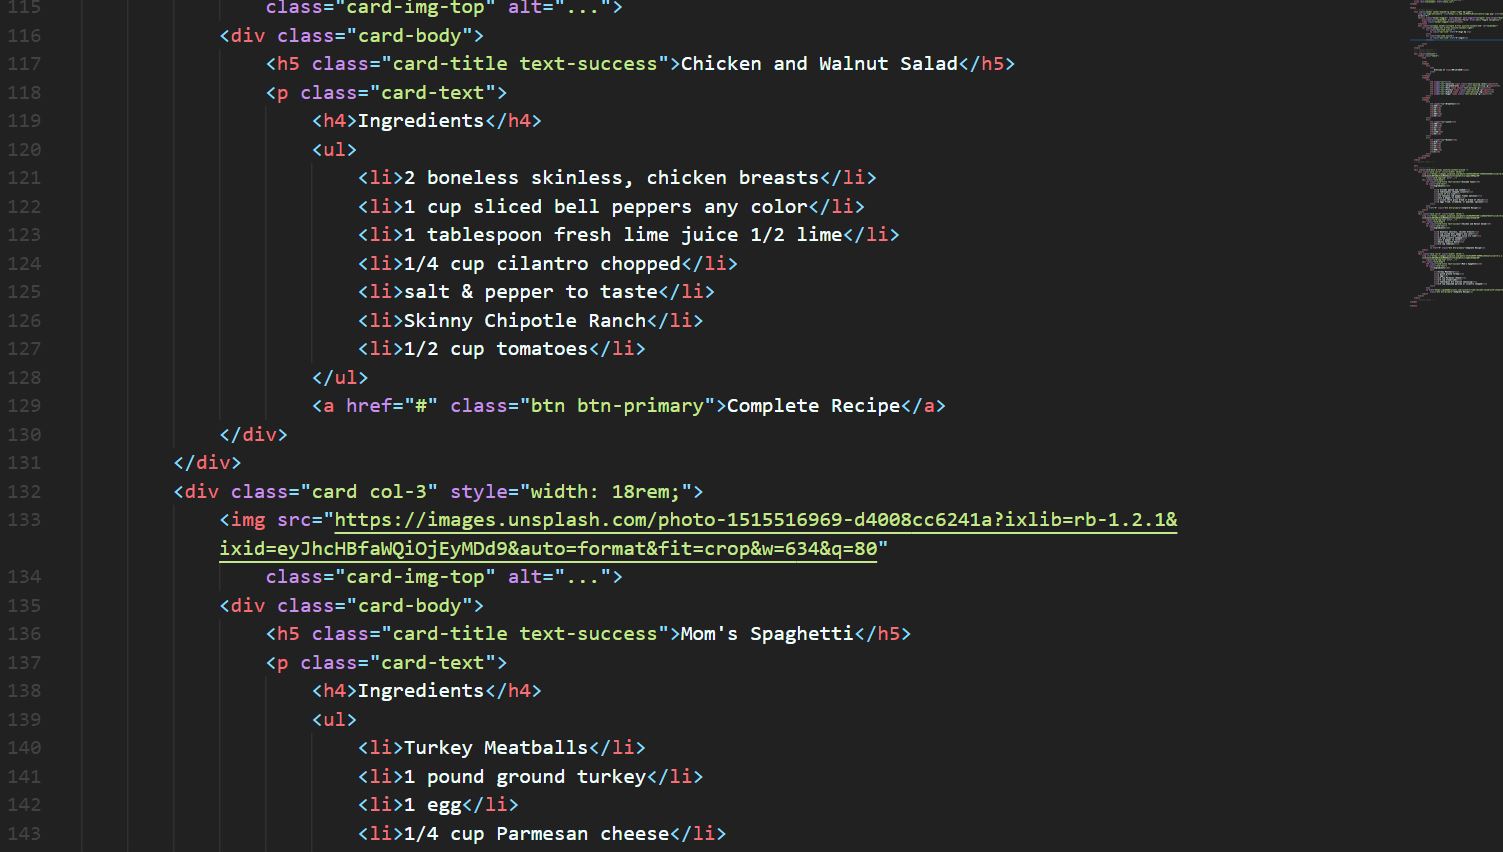 115 class="card-img-top" alt="...">
116 <div class="card-body">
117 <h5 class="card-title text-success">Chicken and Walnut Salad</h5>
118 <p class="card-text">
119 <h4>Ingredients</h4>
120 <ul>
121 <li>2 boneless skinless, chicken breasts</li>
122 <li>1 cup sliced bell peppers any color</li>
123 <li>1 tablespoon fresh lime juice 1/2 lime</li>
124 <li>1/4 cup cilantro chopped</li>
125 <li>salt & pepper to taste</li>
126 <li>Skinny Chipotle Ranch</li>
127 <li>1/2 cup tomatoes</li>
128 </ul>
129 <a href="#" class="btn btn-primary">Complete Recipe</a>
130 </div>
131 </div>
132 <div class="card col-3" style="width: 18rem;">
133 <img src="https://images.unsplash.com/photo-1515516969-d4008cc6241a?ixlib=rb-1.2.1&
ixid=eyJhcHBfaWQiOjEyMDd9&auto=format&fit=crop&w=634&q=80"
134 class="card-img-top" alt="...">
135 <div class="card-body">
136 <h5 class="card-title text-success">Mom's Spaghetti</h5>
137 <p class="card-text">
138 <h4>Ingredients</h4>
139 <ul>
140 <li>Turkey Meatballs</li>
141 <li>1 pound ground turkey</li>
142 <li>1 egg</li>
143 <li>1/4 cup Parmesan cheese</li>